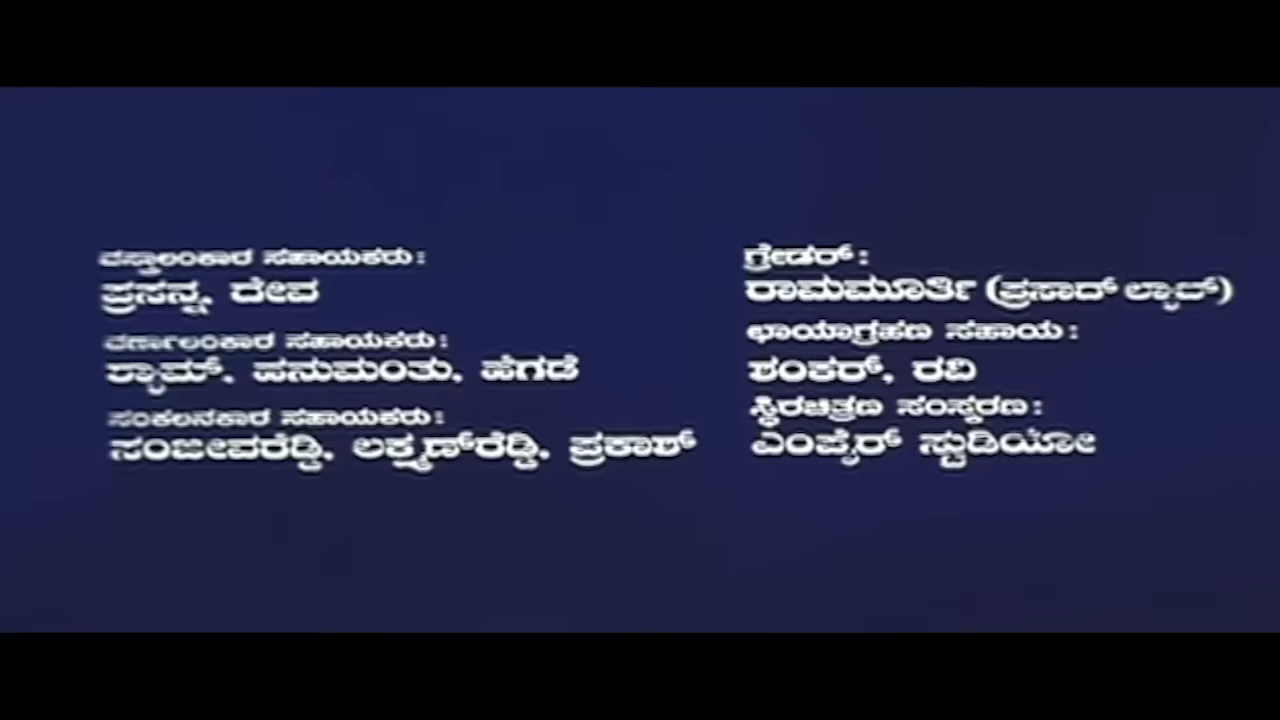 ವಸ್ತ್ರಾಲಂಕಾರ ಸಹಾಯಕರು:
ಪ್ರಸನ್ನ, ದೇವ
ವರ್ಣಾಲಂಕಾರ ಸಹಾಯಕರು:
ಶ್ಯಾಮ್, ಹನುಮಂತು, ಹೆಗಡೆ
ಸಂಕಲನಕಾರ ಸಹಾಯಕರು:
ಸಂಜೀವರೆಡ್ಡಿ, ಲಕ್ಷ್ಮಣ್‌ರೆಡ್ಡಿ, ಪ್ರಕಾಶ್
ಗ್ರೇಡರ್:
ರಾಮಮೂರ್ತಿ (ಪ್ರಸಾದ್ ಲ್ಯಾಬ್)
ಛಾಯಾಗ್ರಹಣ ಸಹಾಯ:
ಶಂಕರ್, ರವಿ
ಸ್ಥಿರಚಿತ್ರಣ ಸಂಸ್ಕರಣ:
ಎಂಪೈರ್ ಸ್ಟುಡಿಯೋ